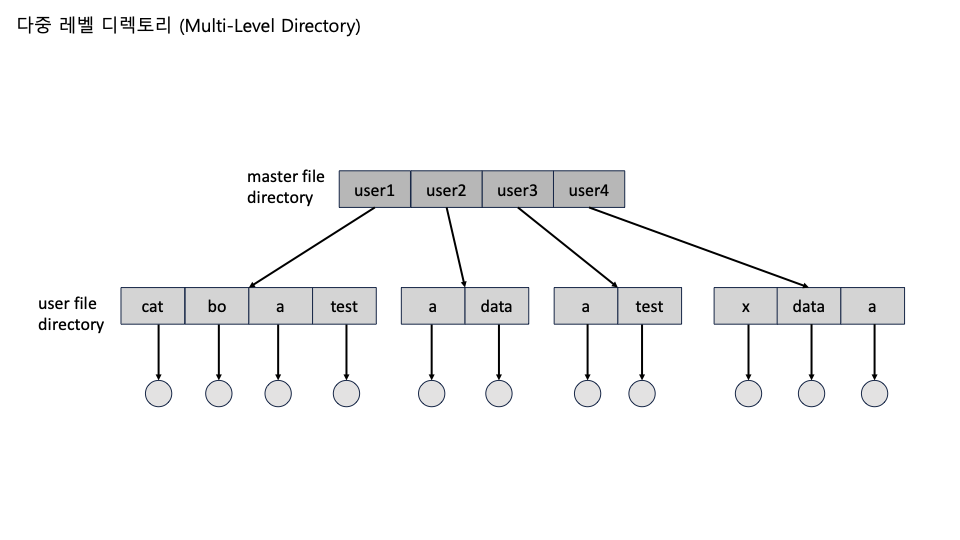 다중 레벨 디렉토리 (Multi-Level Directory)
master file
directory
user1 user2 user3 user4
user file
directory
cat bo a test a data a test x data a